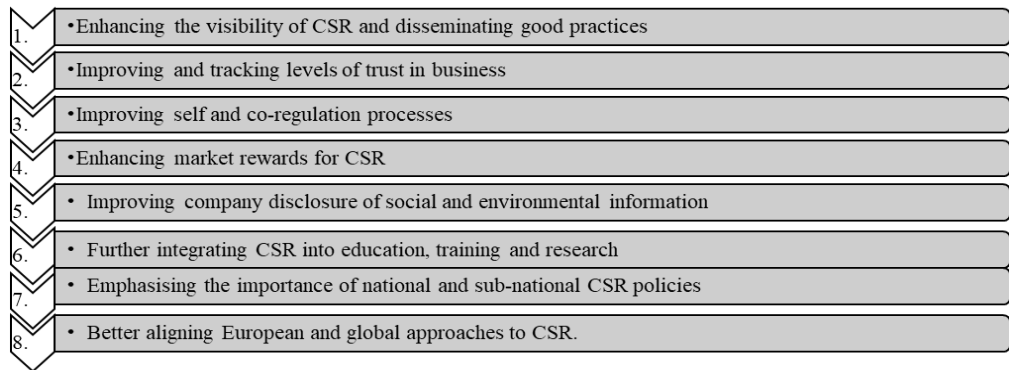 1. •Enhancing the visibility of CSR and disseminating good practices
2. •Improving and tracking levels of trust in business
3. •Improving self and co-regulation processes
4. •Enhancing market rewards for CSR
5. • Improving company disclosure of social and environmental information
6. • Further integrating CSR into education, training and research
7. • Emphasising the importance of national and sub-national CSR policies
8. • Better aligning European and global approaches to CSR.